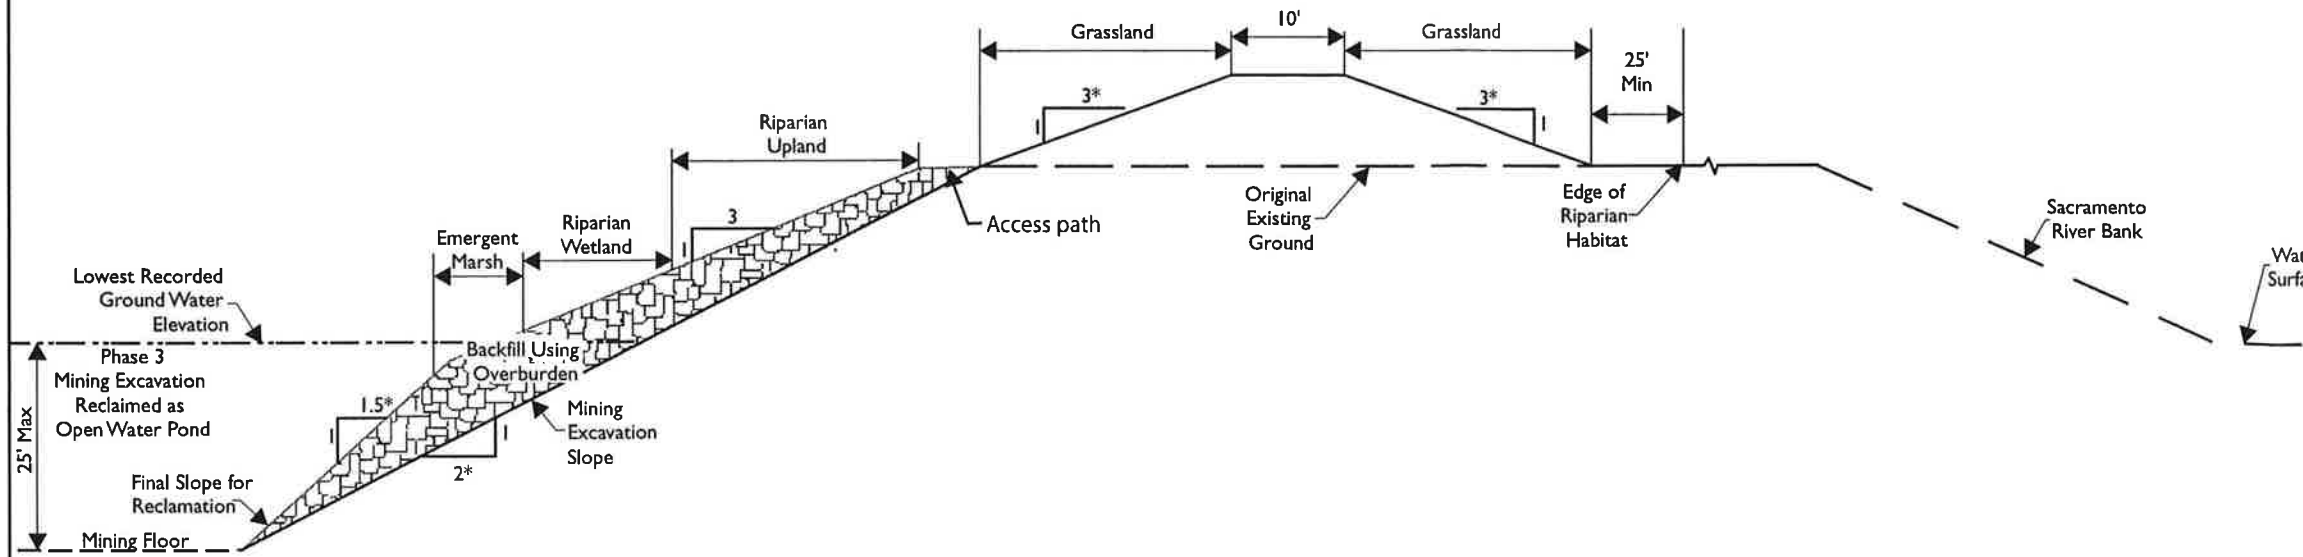 10'
Grassland
Grassland
25'
Min
3*
1
3*
1
Riparian
Upland
3
1
Riparian
Wetland
Emergent
Marsh
Access path
Original
Existing
Ground
Edge of
Riparian
Habitat
Sacramento
River Bank
Lowest Recorded
Ground Water
Elevation
Phase 3
Mining Excavation
Reclaimed as
Open Water Pond
25' Max
Backfill Using
Overburden
1.5*
1
1
2*
Mining
Excavation
Slope
Final Slope for
Reclamation
Mining Floor